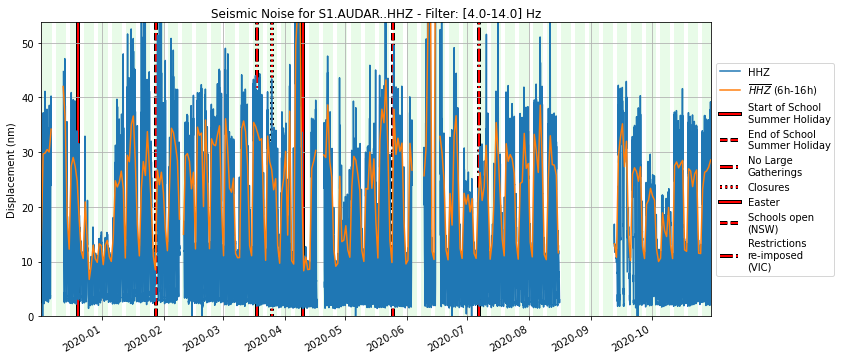 Seismic Noise for S1.AUDAR..HHZ - Filter: [4.0-14.0] Hz
Displacement (nm)
50
40
30
20
10
0
2020-01
2020-02
2020-03
2020-04
2020-05
2020-06
2020-07
2020-08
2020-09
2020-10
HHZ
HHZ (6h-16h)
Start of School
Summer Holiday
End of School
Summer Holiday
No Large
Gatherings
Closures
Easter
Schools open
(NSW)
Restrictions
re-imposed
(VIC)